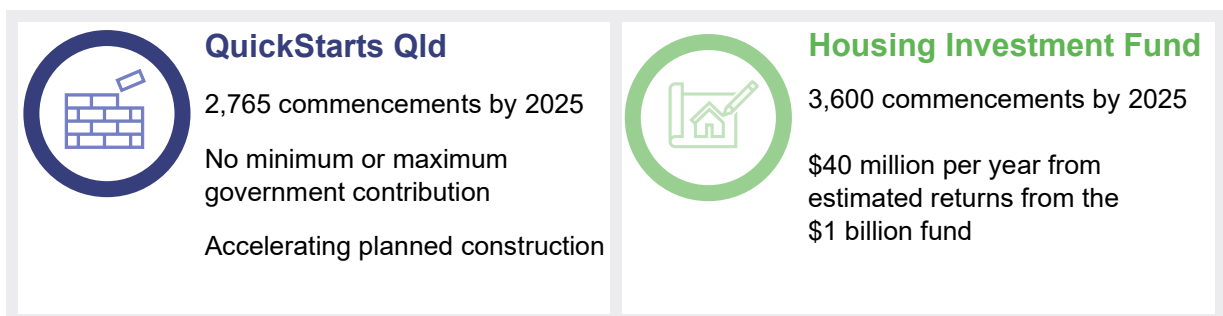 QuickStarts Qld
2,765 commencements by 2025
No minimum or maximum
government contribution
Accelerating planned construction
Housing Investment Fund
3,600 commencements by 2025
$40 million per year from
estimated returns from the
$1 billion fund